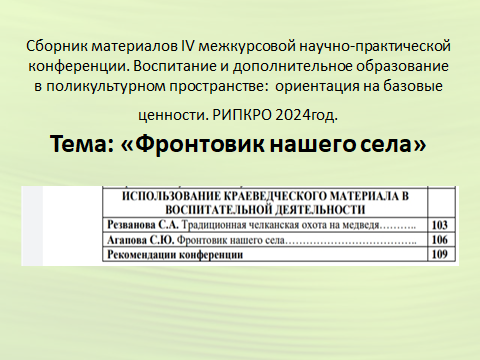 Сборник материалов IV межкурсовой научно-практической
конференции. Воспитание и дополнительное образование
в поликультурном пространстве: ориентация на базовые
ценности. РИПКРО 2024год.
Тема: «Фронтовик нашего села»
ИСПОЛЬЗОВАНИЕ КРАЕВЕДЧЕСКОГО МАТЕРИАЛА В
ВОСПИТАТЕЛЬНОЙ ДЕЯТЕЛЬНОСТИ
Резванова С.А. Традиционная челканская охота на медведя……….. 103
Агапова С.Ю. Фронтовик нашего села……………………………….. 106
Рекомендации конференции 109